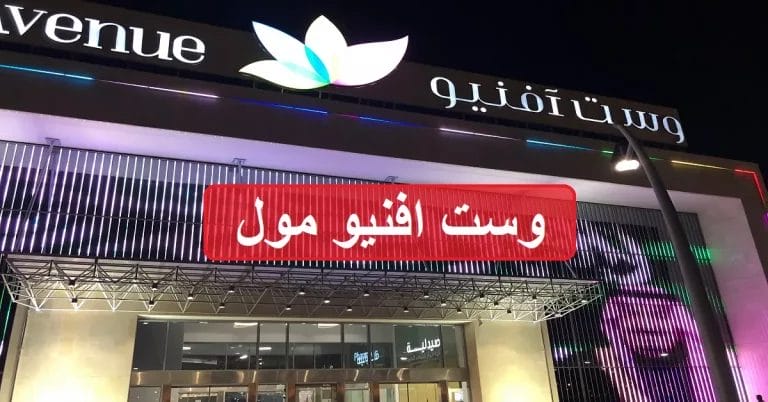 Avenue
وست آفنيو
وست افنيو مول
صيدلية